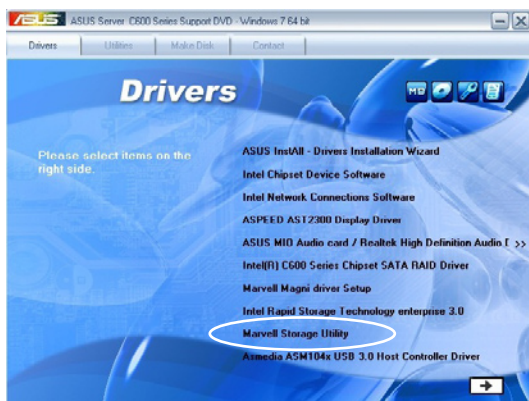 ASUS ASUS Server C600 Series Support DVD - Windows 7 64 bit
Drivers Utilities Make Disk Contact
Drivers
MB
Please select items on the
right side.
ASUS InstAll - Drivers Installation Wizard
Intel Chipset Device Software
Intel Network Connections Software
ASPEED AST2300 Display Driver
ASUS MIO Audio card / Realtek High Definition Audio D >>
Intel(R) C600 Series Chipset SATA RAID Driver
Marvell Magni driver Setup
Intel Rapid Storage Technology enterprise 3.0
Marvell Storage Utility
Asmedia ASM104x USB 3.0 Host Controller Driver